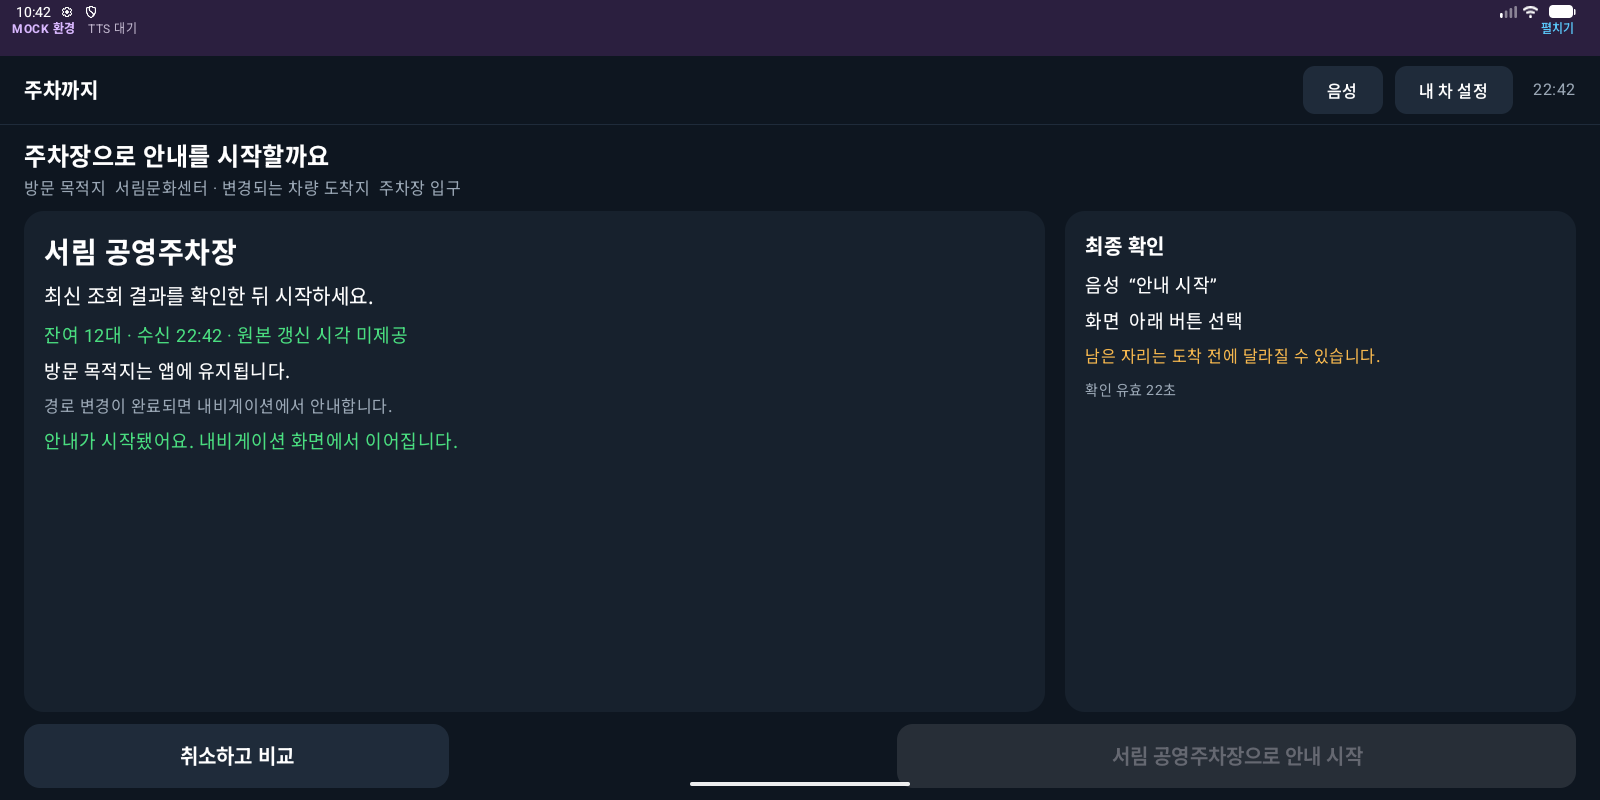 10:42
MOCK 환경 TTS 대기
펼치기
주차까지
음성
내 차 설정
22:42
주차장으로 안내를 시작할까요
방문 목적지 서림문화센터 · 변경되는 차량 도착지 주차장 입구
서림 공영주차장
최신 조회 결과를 확인한 뒤 시작하세요.
잔여 12대 · 수신 22:42 · 원본 갱신 시각 미제공
방문 목적지는 앱에 유지됩니다.
경로 변경이 완료되면 내비게이션에서 안내합니다.
안내가 시작됐어요. 내비게이션 화면에서 이어집니다.
최종 확인
음성 “안내 시작”
화면 아래 버튼 선택
남은 자리는 도착 전에 달라질 수 있습니다.
확인 유효 22초
취소하고 비교
서림 공영주차장으로 안내 시작